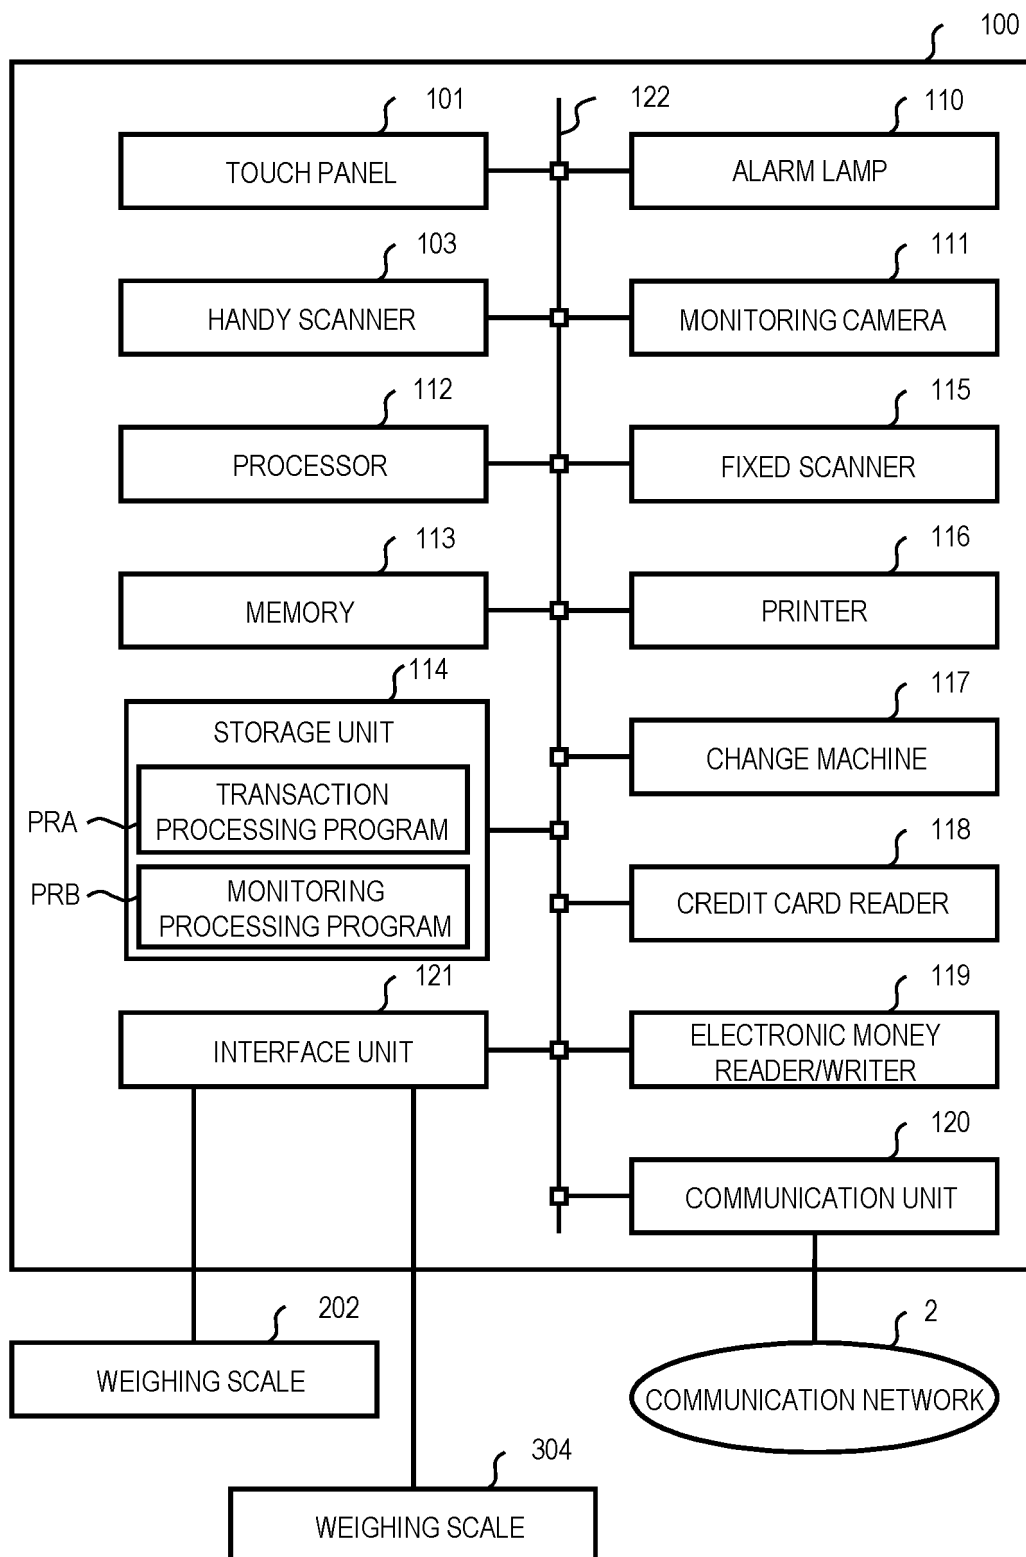 100
101
122
110
TOUCH PANEL
ALARM LAMP
103
111
HANDY SCANNER
MONITORING CAMERA
112
115
PROCESSOR
FIXED SCANNER
113
116
MEMORY
PRINTER
114
117
STORAGE UNIT
CHANGE MACHINE
PRA
TRANSACTION
PROCESSING PROGRAM
118
PRB
MONITORING
PROCESSING PROGRAM
CREDIT CARD READER
121
119
INTERFACE UNIT
ELECTRONIC MONEY
READER/WRITER
120
COMMUNICATION UNIT
202
2
WEIGHING SCALE
COMMUNICATION NETWORK
304
WEIGHING SCALE